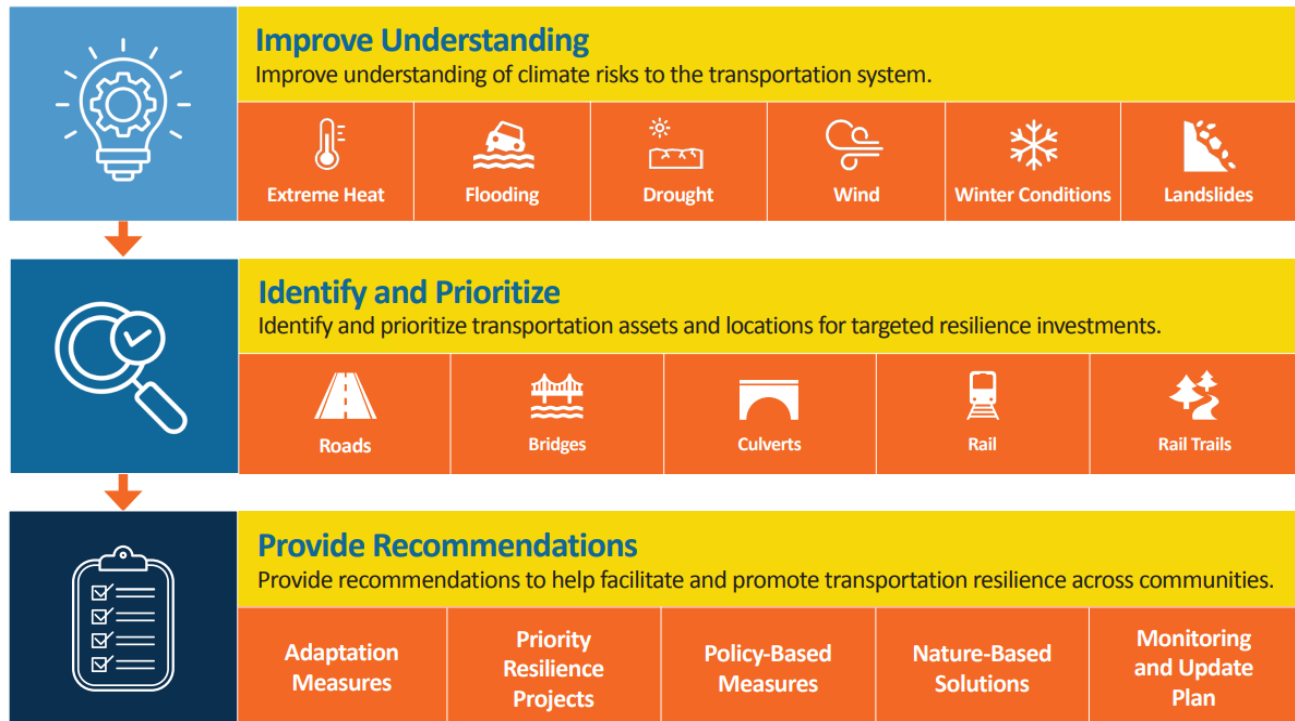 Improve Understanding
Improve understanding of climate risks to the transportation system.
Extreme Heat
Flooding
Drought
Wind
Winter Conditions
Landslides
Identify and Prioritize
Identify and prioritize transportation assets and locations for targeted resilience investments.
Roads
Bridges
Culverts
Rail
Rail Trails
Provide Recommendations
Provide recommendations to help facilitate and promote transportation resilience across communities.
Adaptation
Measures
Priority
Resilience
Projects
Policy-Based
Measures
Nature-Based
Solutions
Monitoring
and Update
Plan